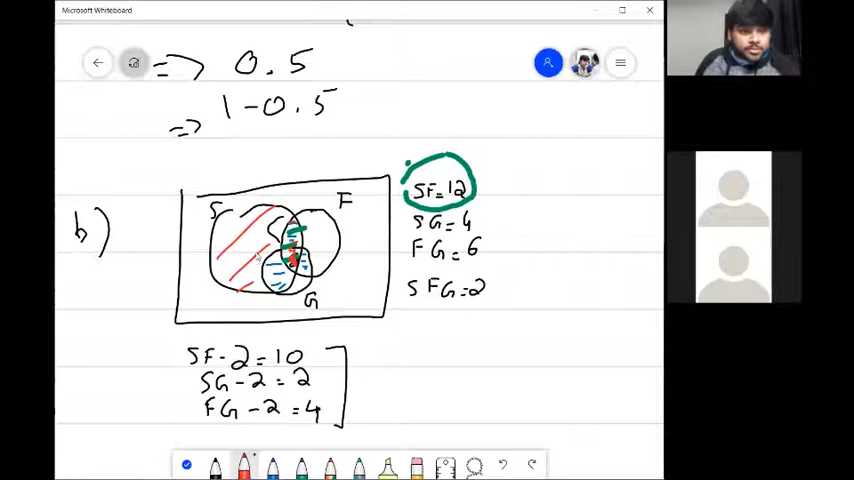 Microsoft Whiteboard
=> 0.5
=> 1-0.5
b)
S
F
G
SF=12
SG=4
FG=6
SFG=2
SF-2=10
SG-2=2
FG-2=4